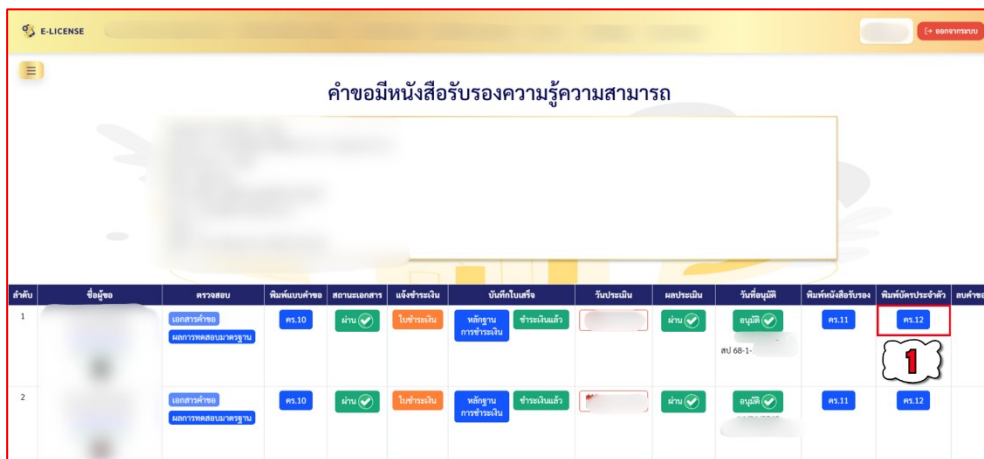 E-LICENSE
ออกจากระบบ
คำขอมีหนังสือรับรองความรู้ความสามารถ
ลำดับ ชื่อผู้ขอ ตรวจสอบ พิมพ์แบบคำขอ สถานะเอกสาร แจ้งชำระเงิน บันทึกใบเสร็จ วันประเมิน ผลประเมิน วันที่อนุมัติ พิมพ์หนังสือรับรอง พิมพ์บัตรประจำตัว ลบคำขอ
1 เอกสารคำขอ คร.10 ผ่าน ใบชำระเงิน หลักฐาน ชำระเงินแล้ว ผ่าน อนุมัติ คร.11 คร.12
ผลการทดสอบมาตรฐาน การชำระเงิน
สป 68-1-
1
2 เอกสารคำขอ คร.10 ผ่าน ใบชำระเงิน หลักฐาน ชำระเงินแล้ว ผ่าน อนุมัติ คร.11 คร.12
ผลการทดสอบมาตรฐาน การชำระเงิน